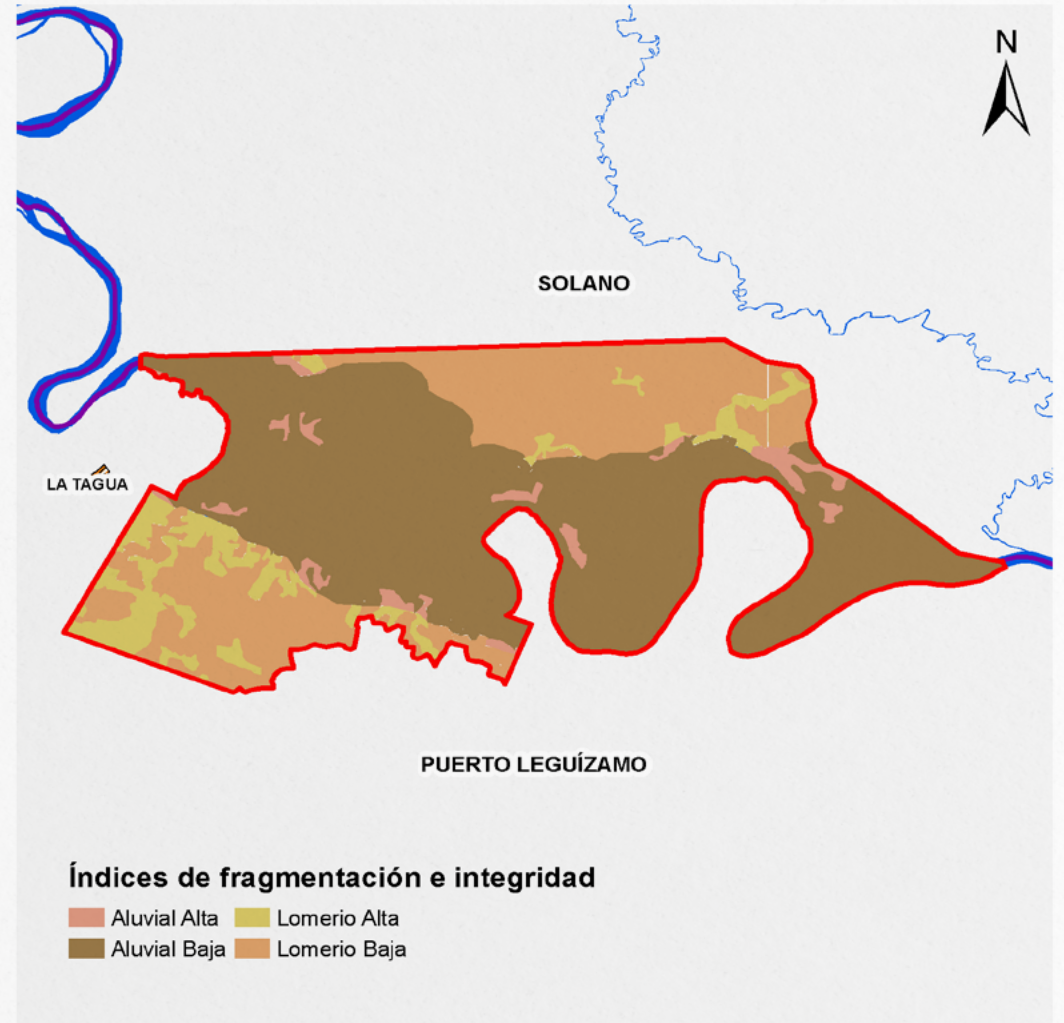 N
SOLANO
LA TAGUA
PUERTO LEGUÍZAMO
Índices de fragmentación e integridad
Aluvial Alta
Lomerio Alta
Aluvial Baja
Lomerio Baja